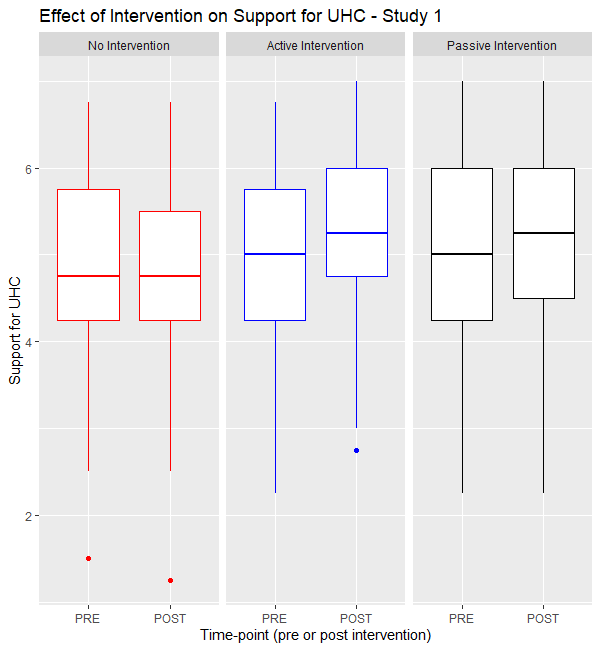 Effect of Intervention on Support for UHC - Study 1
No Intervention
Active Intervention
Passive Intervention
Support for UHC
6
4
2
PRE
POST
PRE
POST
PRE
POST
Time-point (pre or post intervention)